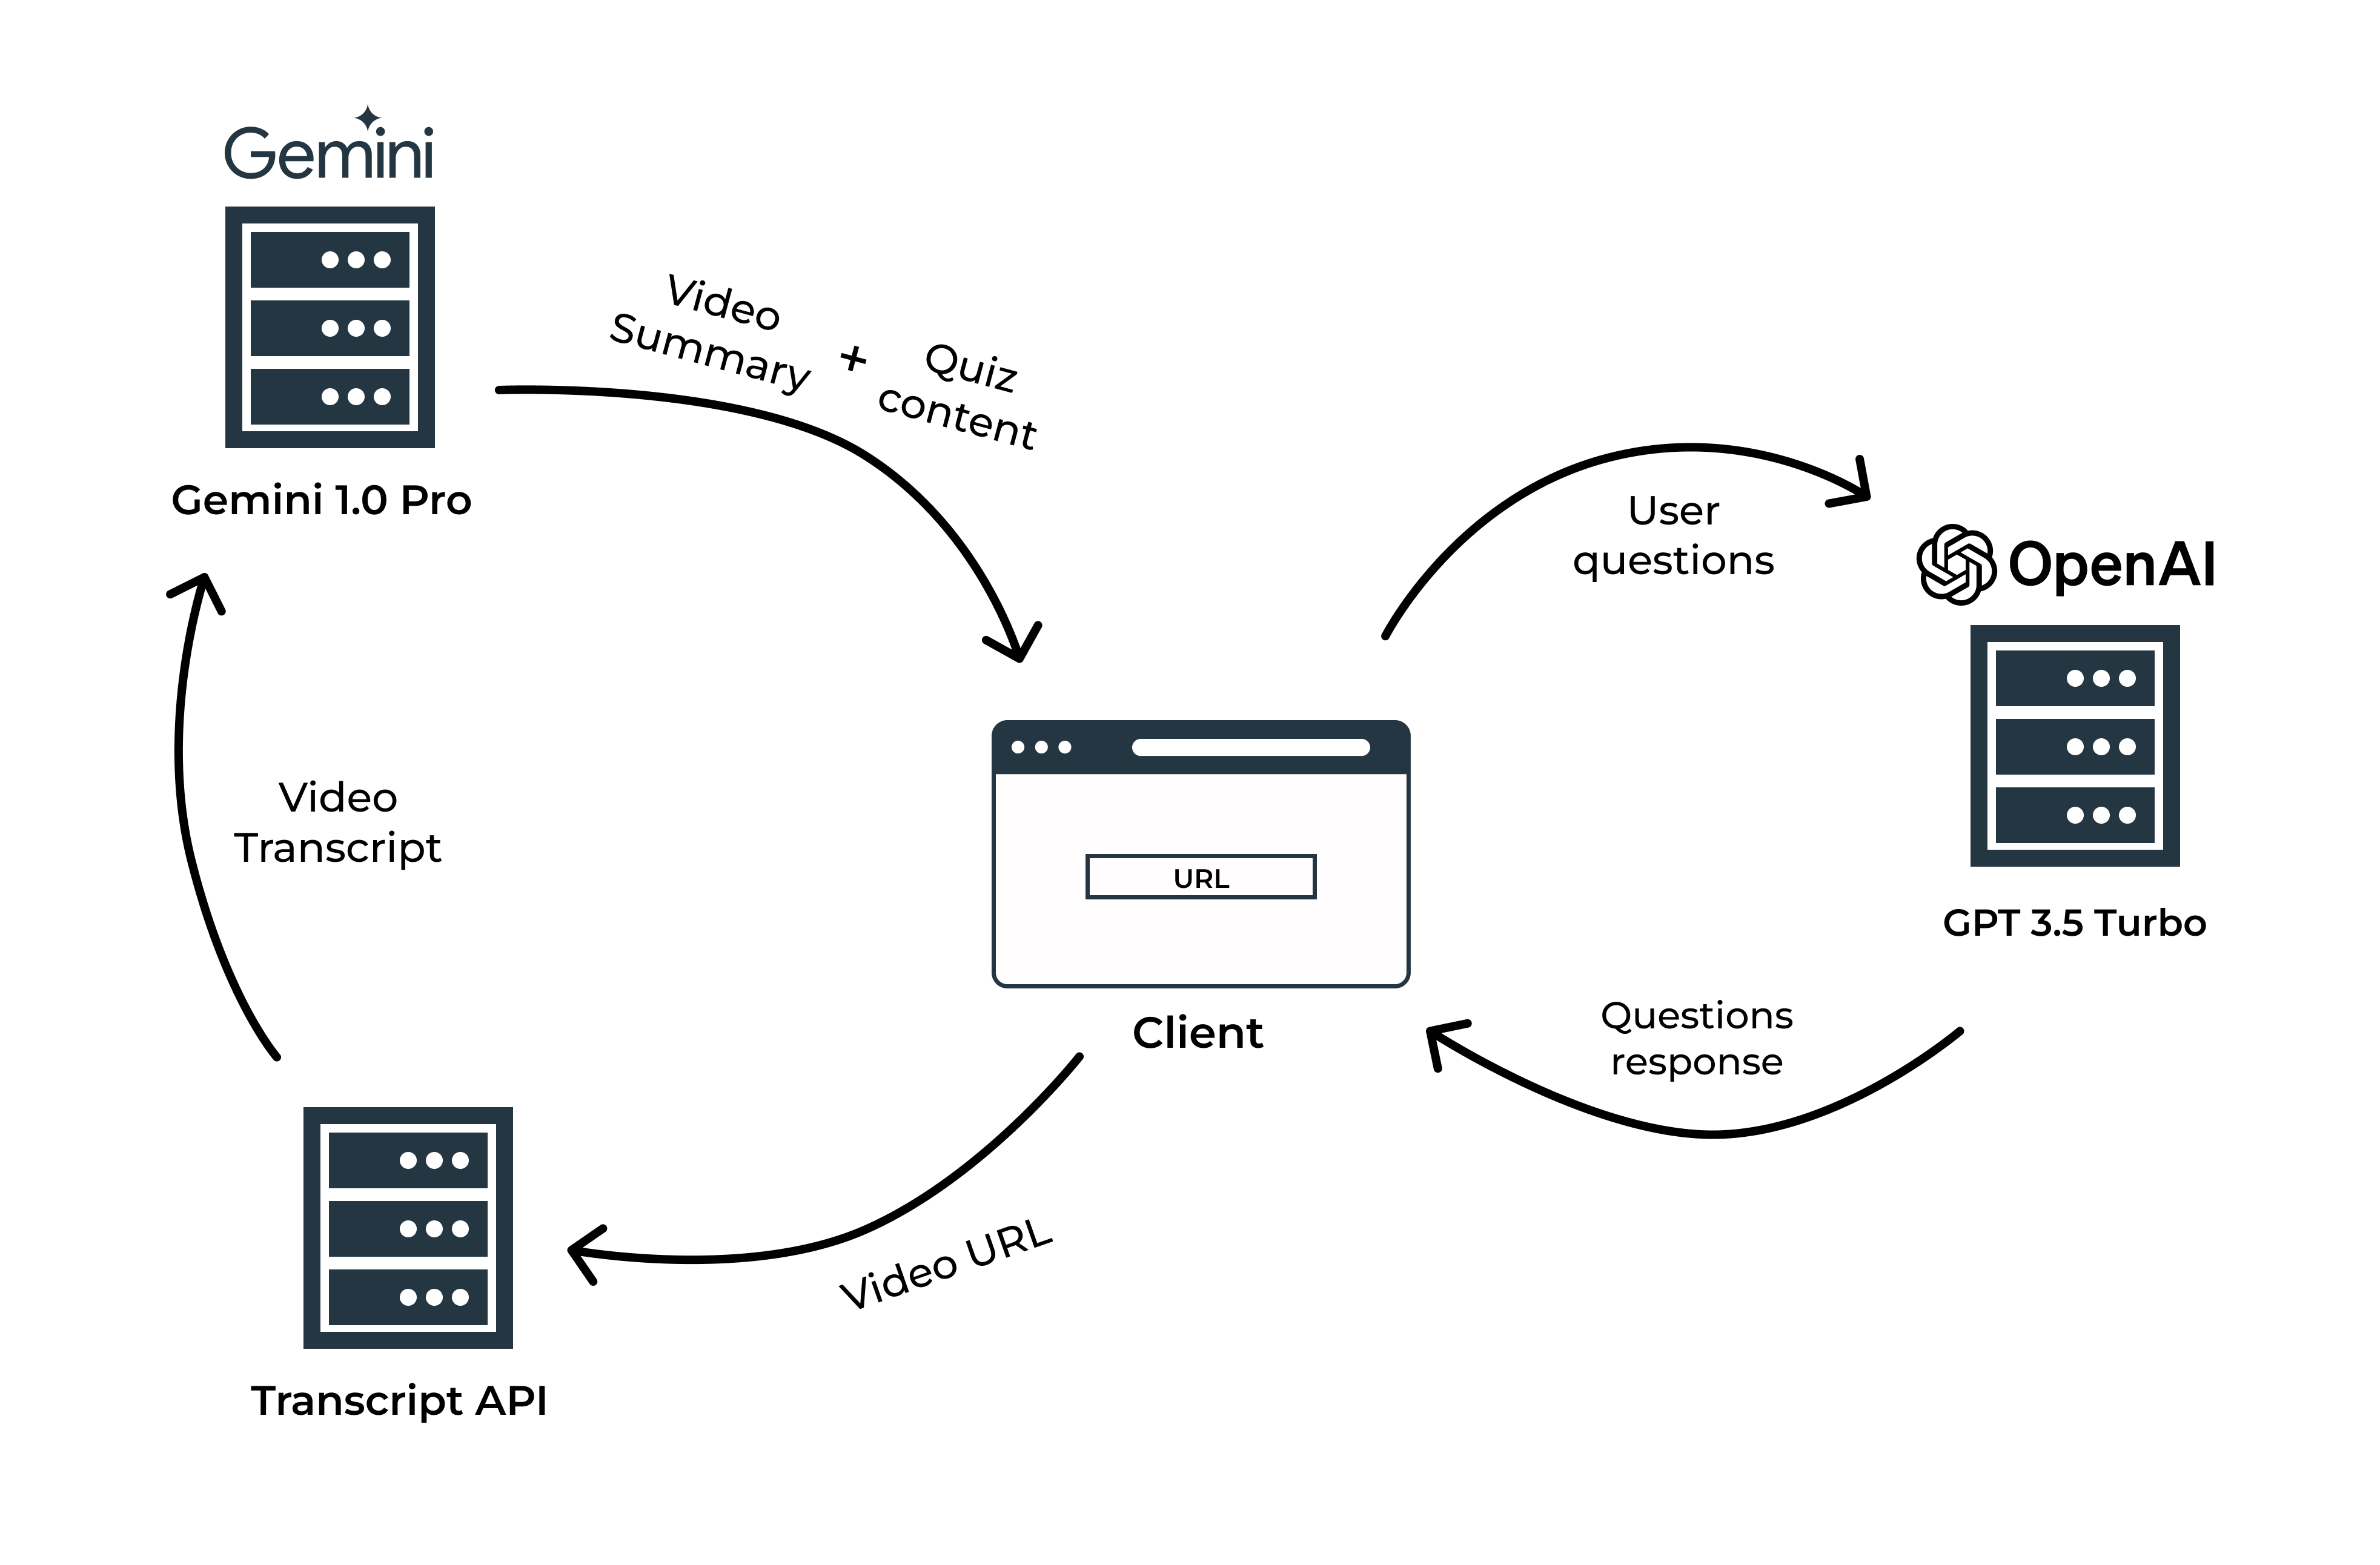 Gemini
Gemini 1.0 Pro
Video
Summary
+
Quiz
content
User
questions
OpenAI
GPT 3.5 Turbo
Video
Transcript
URL
Client
Questions
response
Video URL
Transcript API